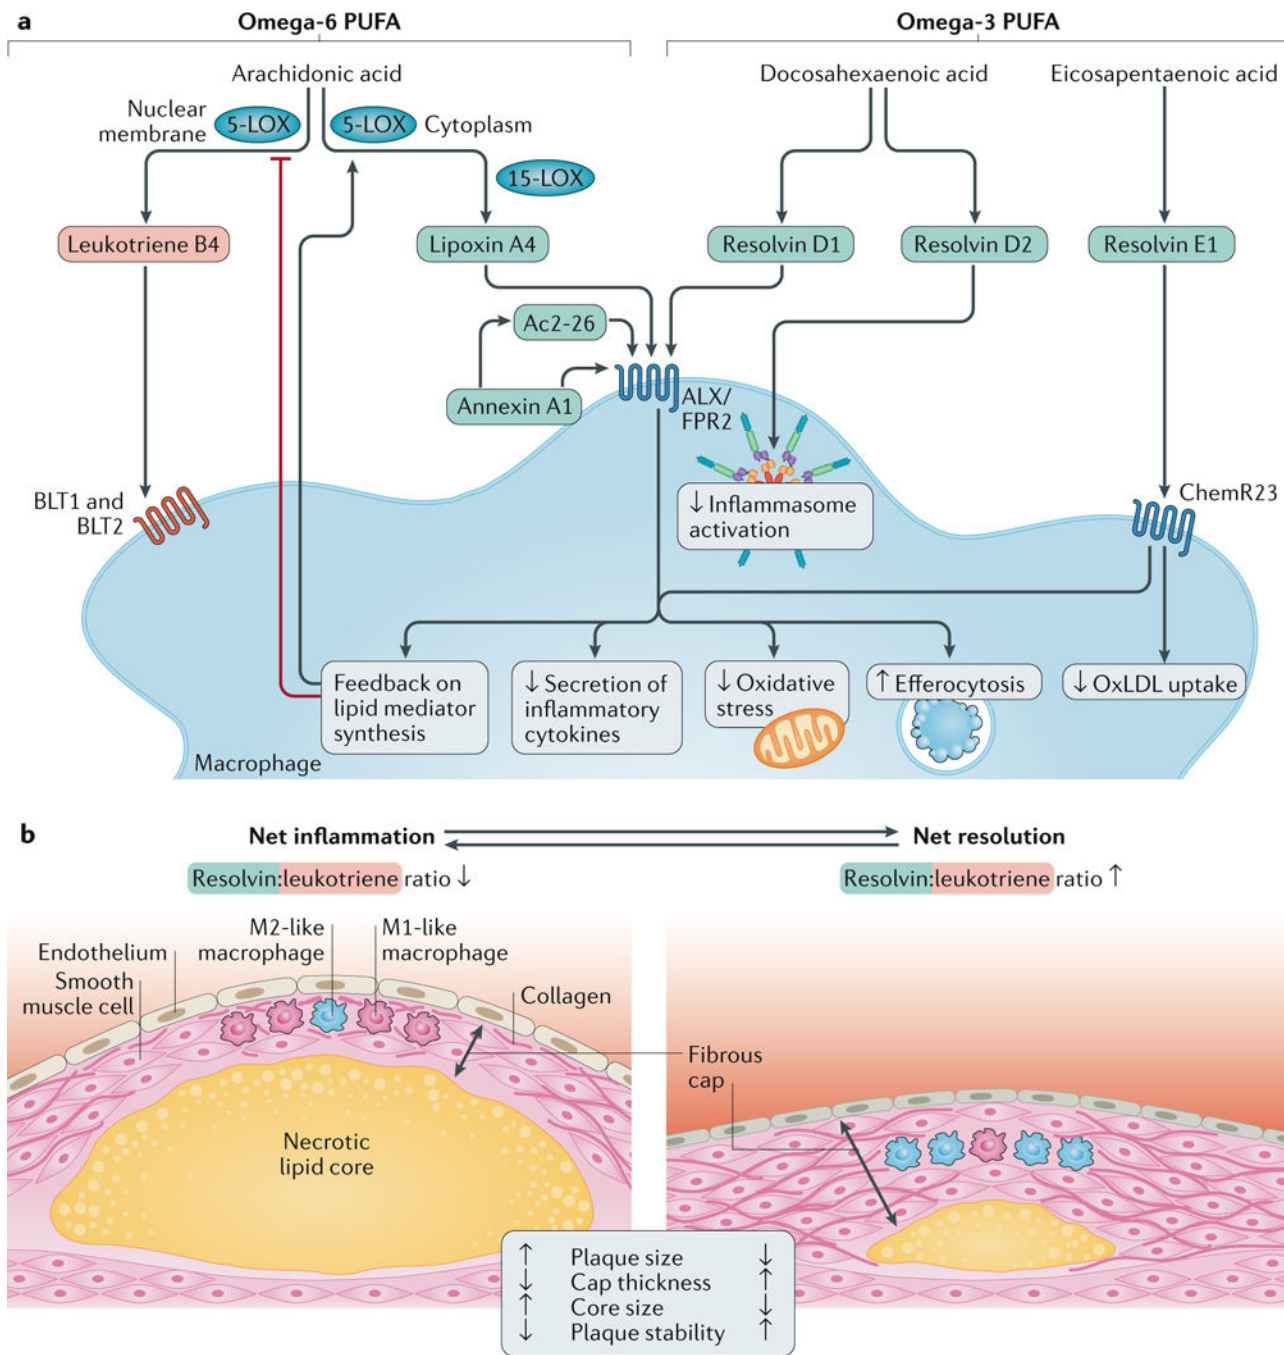 a
Omega-6 PUFA
Omega-3 PUFA
Arachidonic acid
Docosahexaenoic acid
Eicosapentaenoic acid
Nuclear
membrane
5-LOX
5-LOX
Cytoplasm
15-LOX
Leukotriene B4
Lipoxin A4
Resolvin D1
Resolvin D2
Resolvin E1
Ac2-26
Annexin A1
ALX/
FPR2
BLT1 and
BLT2
↓ Inflammasome
activation
ChemR23
Feedback on
lipid mediator
synthesis
↓ Secretion of
inflammatory
cytokines
↓ Oxidative
stress
↑ Efferocytosis
↓ OxLDL uptake
Macrophage
b
Net inflammation
Net resolution
Resolvin:leukotriene ratio ↓
Resolvin:leukotriene ratio ↑
M2-like
macrophage
M1-like
macrophage
Endothelium
Smooth
muscle cell
Collagen
Fibrous
cap
Necrotic
lipid core
↑ Plaque size ↓
↓ Cap thickness ↑
↑ Core size ↓
↓ Plaque stability ↑